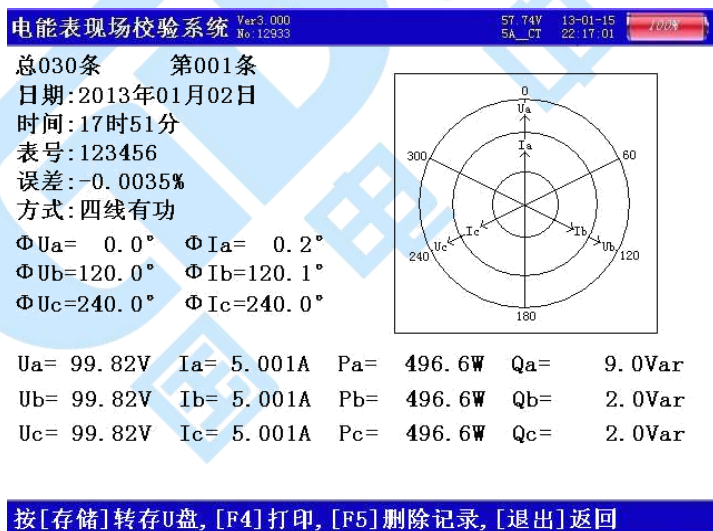 电能表现场校验系统 Ver3.000 No:12933 57.74V 5A__CT 13-01-15 22:17:01 100%
总030条 第001条
日期:2013年01月02日
时间:17时51分
表号:123456
误差:-0.0035%
方式:四线有功
ΦUa= 0.0° ΦIa= 0.2°
ΦUb=120.0° ΦIb=120.1°
ΦUc=240.0° ΦIc=240.0°
0
Ua
Ia
300 60
Ic Ib
Uc Ub
240 120
180
Ua= 99.82V Ia= 5.001A Pa= 496.6W Qa= 9.0Var
Ub= 99.82V Ib= 5.001A Pb= 496.6W Qb= 2.0Var
Uc= 99.82V Ic= 5.001A Pc= 496.6W Qc= 2.0Var
按[存储]转存U盘,[F4]打印,[F5]删除记录,[退出]返回